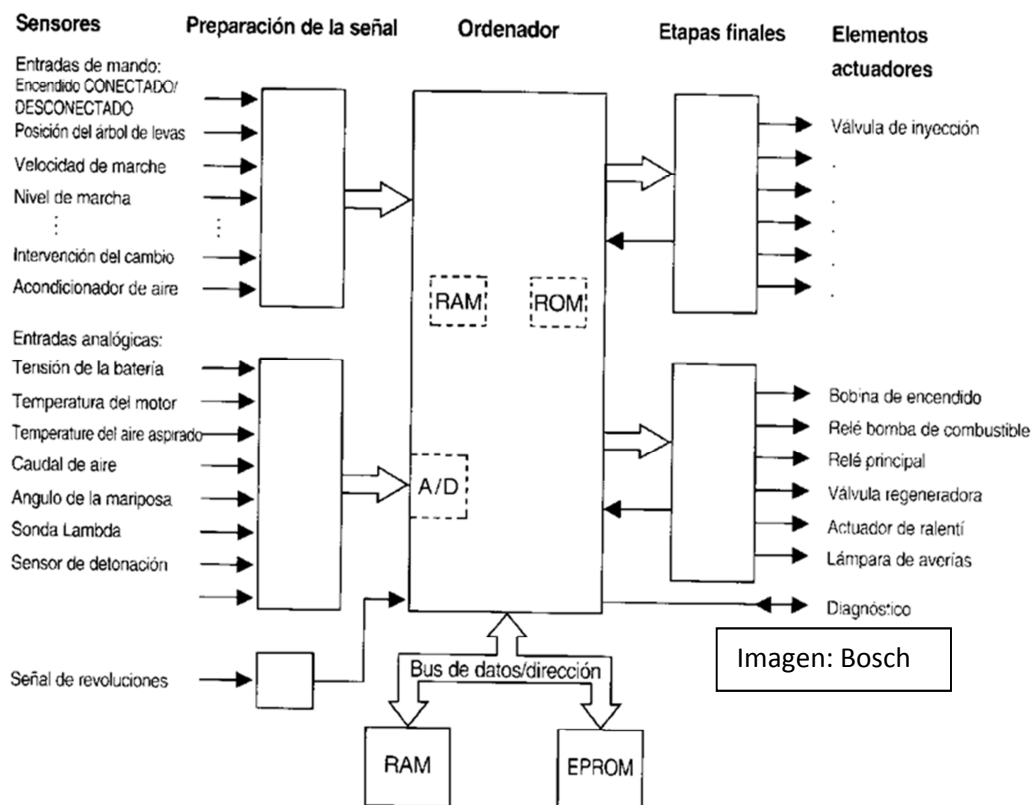 Sensores
Preparación de la señal
Ordenador
Etapas finales
Elementos
actuadores
Entradas de mando:
Encendido CONECTADO/
DESCONECTADO
Posición del árbol de levas
Velocidad de marche
Nivel de marcha
Intervención del cambio
Acondicionador de aire
Entradas analógicas:
Tensión de la batería
Temperatura del motor
Temperature del aire aspirado
Caudal de aire
Angulo de la mariposa
Sonda Lambda
Sensor de detonación
Señal de revoluciones
RAM
ROM
A/D
Válvula de inyección
.
.
.
.
.
Bobina de encendido
Relé bomba de combustible
Relé principal
Válvula regeneradora
Actuador de ralentí
Lámpara de averías
Diagnóstico
Imagen: Bosch
Bus de datos/dirección
RAM
EPROM